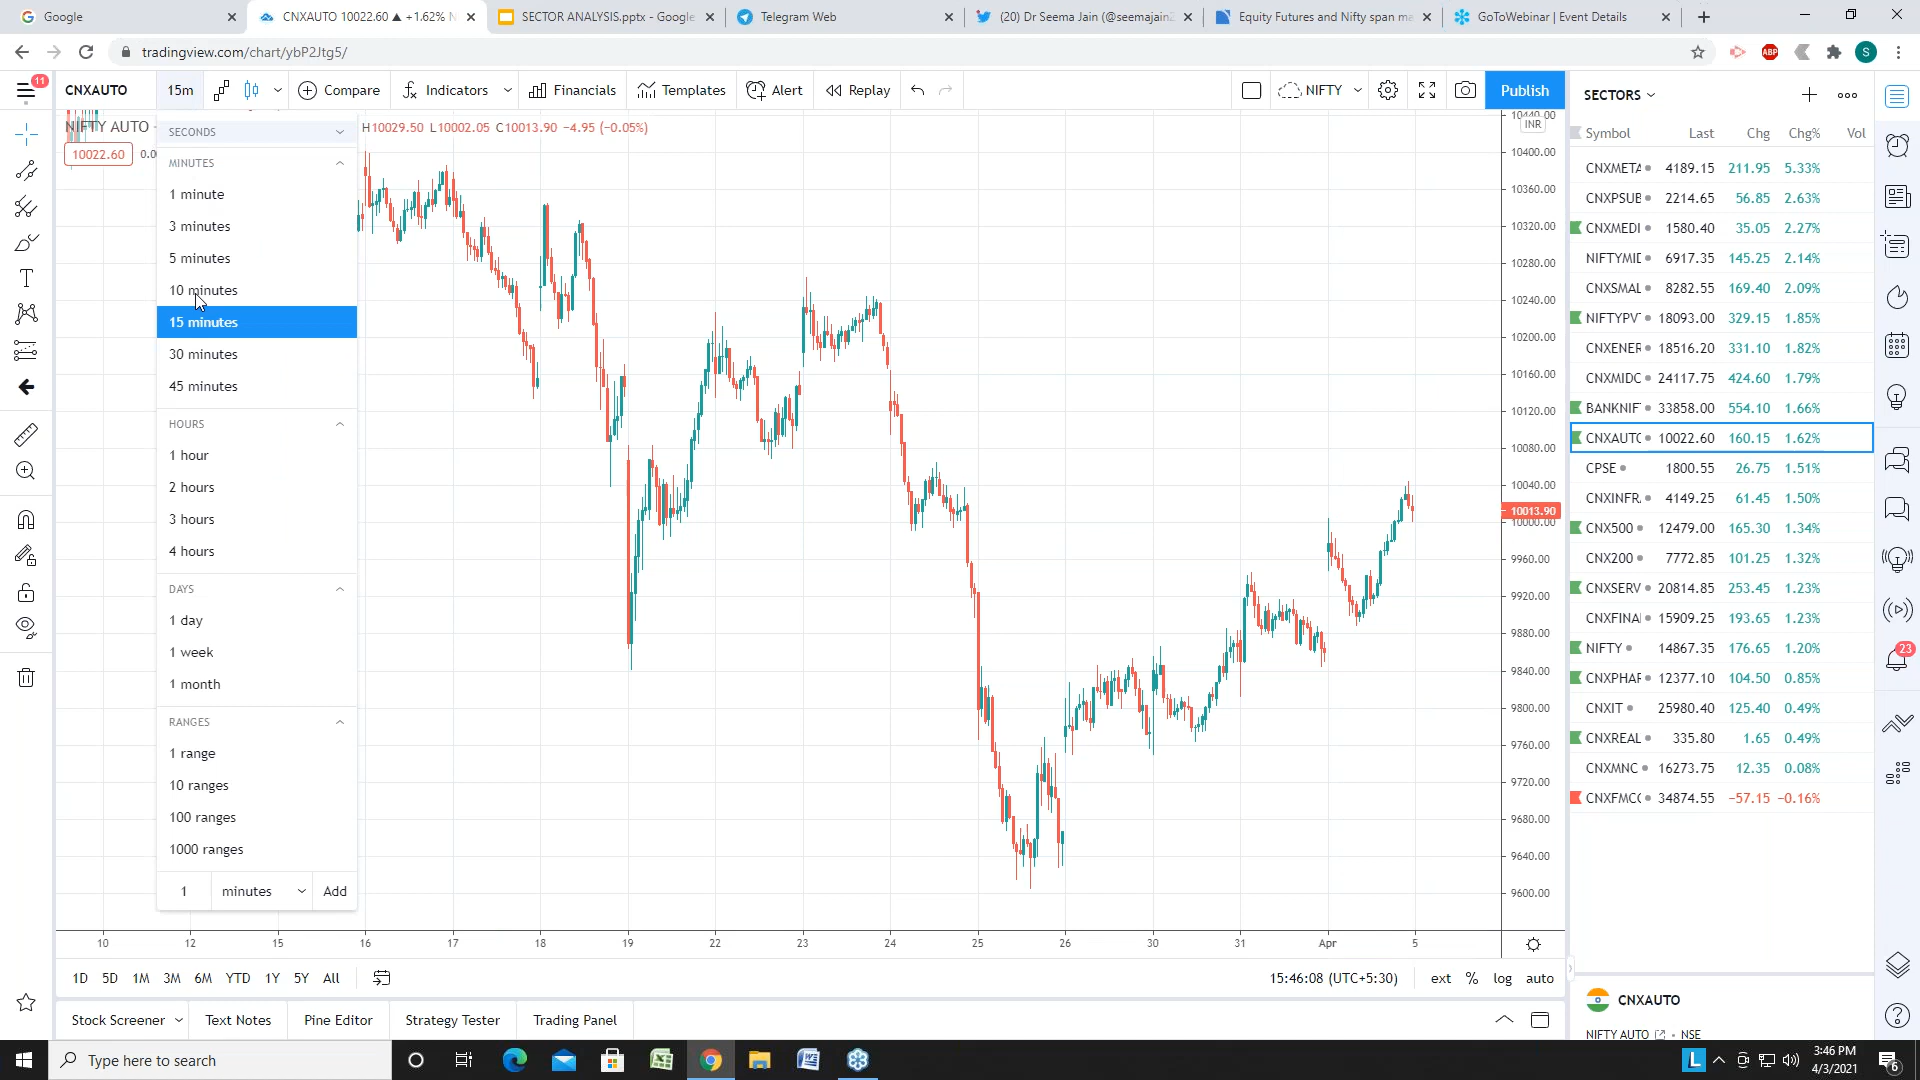 Google
CNXAUTO 10022.60 ▲ +1.62% N
SECTOR ANALYSIS.pptx - Google
Telegram Web
(20) Dr Seema Jain (@seemajain
Equity Futures and Nifty span ma
GoToWebinar | Event Details
tradingview.com/chart/ybP2Jtg5/
ABP
S
11
CNXAUTO
15m
Compare
Indicators
Financials
Templates
Alert
Replay
NIFTY
Publish
NIFTY AUTO
H10029.50 L10002.05 C10013.90 −4.95 (−0.05%)
10022.60
0.0
INR
SECONDS
MINUTES
1 minute
3 minutes
5 minutes
10 minutes
15 minutes
30 minutes
45 minutes
HOURS
1 hour
2 hours
3 hours
4 hours
DAYS
1 day
1 week
1 month
RANGES
1 range
10 ranges
100 ranges
1000 ranges
1 minutes Add
10440.00
10400.00
10360.00
10320.00
10280.00
10240.00
10200.00
10160.00
10120.00
10080.00
10040.00
10013.90
10000.00
9960.00
9920.00
9880.00
9840.00
9800.00
9760.00
9720.00
9680.00
9640.00
9600.00
10 12 15 16 17 18 19 22 23 24 25 26 30 31 Apr 5
1D 5D 1M 3M 6M YTD 1Y 5Y All
15:46:08 (UTC+5:30) ext % log auto
Stock Screener Text Notes Pine Editor Strategy Tester Trading Panel
SECTORS
Symbol Last Chg Chg% Vol
CNXMETA 4189.15 211.95 5.33%
CNXPSUB 2214.65 56.85 2.63%
CNXMEDI 1580.40 35.05 2.27%
NIFTYMIC 6917.35 145.25 2.14%
CNXSMAL 8282.55 169.40 2.09%
NIFTYPV 18093.00 329.15 1.85%
CNXENER 18516.20 331.10 1.82%
CNXMIDC 24117.75 424.60 1.79%
BANKNIF 33858.00 554.10 1.66%
CNXAUTO 10022.60 160.15 1.62%
CPSE 1800.55 26.75 1.51%
CNXINFR 4149.25 61.45 1.50%
CNX500 12479.00 165.30 1.34%
CNX200 7772.85 101.25 1.32%
CNXSERV 20814.85 253.45 1.23%
CNXFINA 15909.25 193.65 1.23%
NIFTY 14867.35 176.65 1.20%
CNXPHAR 12377.10 104.50 0.85%
CNXIT 25980.40 125.40 0.49%
CNXREAL 335.80 1.65 0.49%
CNXMNC 16273.75 12.35 0.08%
CNXFMCG 34874.55 −57.15 −0.16%
23
CNXAUTO
NIFTY AUTO • NSE
Type here to search
L
3:46 PM
4/3/2021
6